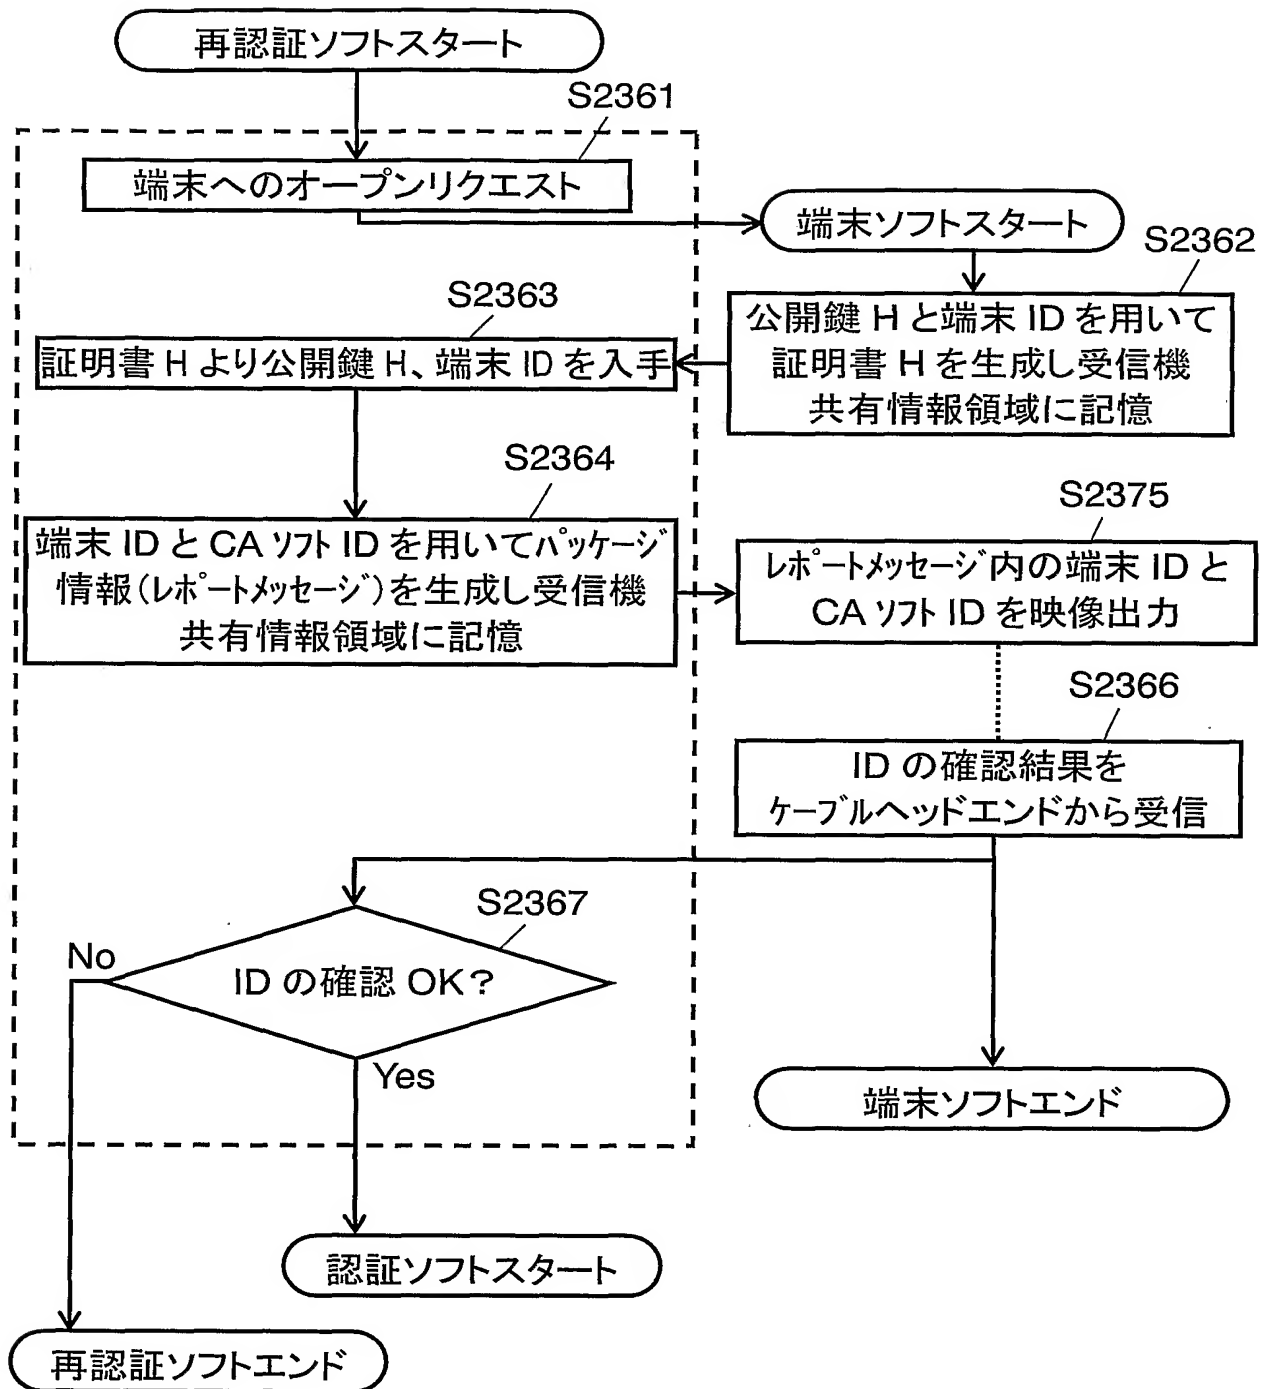 再認証ソフトスタート
S2361
端末へのオープンリクエスト
端末ソフトスタート
S2362
公開鍵 H と端末 ID を用いて
証明書 H を生成し受信機
共有情報領域に記憶
S2363
証明書 H より公開鍵 H、端末 ID を入手
S2364
端末 ID と CA ソフト ID を用いてパッケージ
情報(レポートメッセージ)を生成し受信機
共有情報領域に記憶
S2375
レポートメッセージ内の端末 ID と
CA ソフト ID を映像出力
S2366
ID の確認結果を
ケーブルヘッドエンドから受信
S2367
No
ID の確認 OK?
Yes
端末ソフトエンド
認証ソフトスタート
再認証ソフトエンド